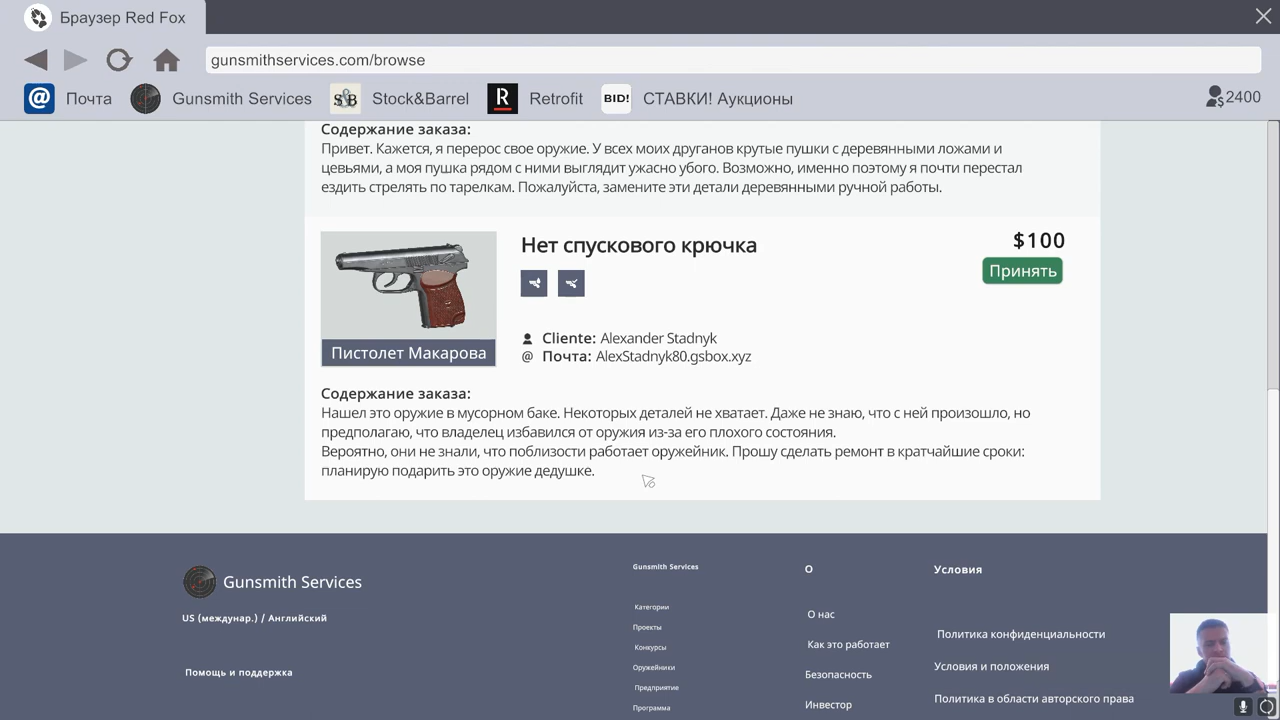 Браузер Red Fox
gunsmithservices.com/browse
Почта
Gunsmith Services
Stock&Barrel
Retrofit
BID!
СТАВКИ! Аукционы
2400
Содержание заказа:
Привет. Кажется, я перерос свое оружие. У всех моих друганов крутые пушки с деревянными ложами и
цевьями, а моя пушка рядом с ними выглядит ужасно убого. Возможно, именно поэтому я почти перестал
ездить стрелять по тарелкам. Пожалуйста, замените эти детали деревянными ручной работы.
Нет спускового крючка
$100
Принять
Пистолет Макарова
Cliente: Alexander Stadnyk
Почта: AlexStadnyk80.gsbox.xyz
Содержание заказа:
Нашел это оружие в мусорном баке. Некоторых деталей не хватает. Даже не знаю, что с ней произошло, но
предполагаю, что владелец избавился от оружия из-за его плохого состояния.
Вероятно, они не знали, что поблизости работает оружейник. Прошу сделать ремонт в кратчайшие сроки:
планирую подарить это оружие дедушке.
Gunsmith Services
US (междунар.) / Английский
Помощь и поддержка
Gunsmith Services
Категории
Проекты
Конкурсы
Оружейники
Предприятие
Программа
О
О нас
Как это работает
Безопасность
Инвестор
Условия
Политика конфиденциальности
Условия и положения
Политика в области авторского права